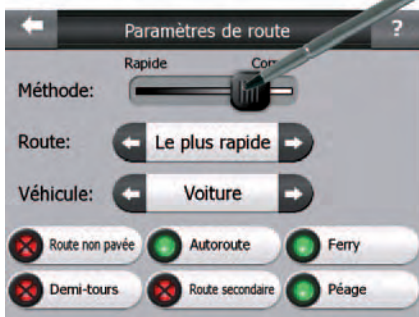 Paramètres de route ?
Rapide
Méthode:
Route: Le plus rapide
Véhicule: Voiture
Route non pavée Autoroute Ferry
Demi-tours Route secondaire Péage